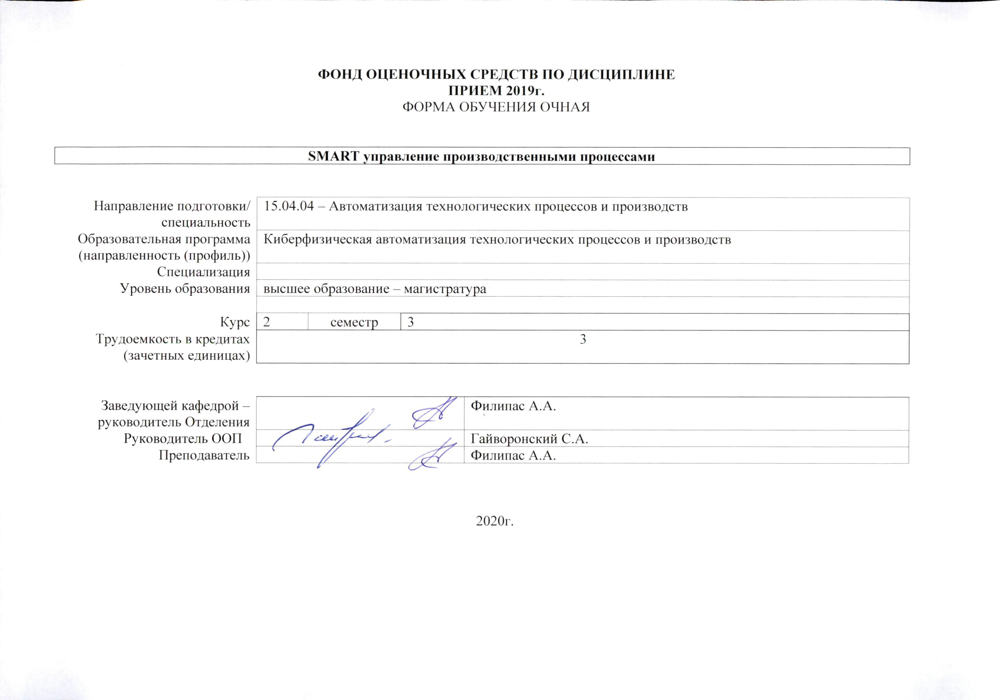 ФОНД ОЦЕНОЧНЫХ СРЕДСТВ ПО ДИСЦИПЛИНЕ
ПРИЕМ 2019г.
ФОРМА ОБУЧЕНИЯ ОЧНАЯ
SMART управление производственными процессами
Направление подготовки/ 15.04.04 – Автоматизация технологических процессов и производств
специальность
Образовательная программа Киберфизическая автоматизация технологических процессов и производств
(направленность (профиль))
Специализация
Уровень образования высшее образование – магистратура
Курс 2 семестр 3
Трудоемкость в кредитах 3
(зачетных единицах)
Заведующей кафедрой – Филипас А.А.
руководитель Отделения
Руководитель ООП Гайворонский С.А.
Преподаватель Филипас А.А.
2020г.